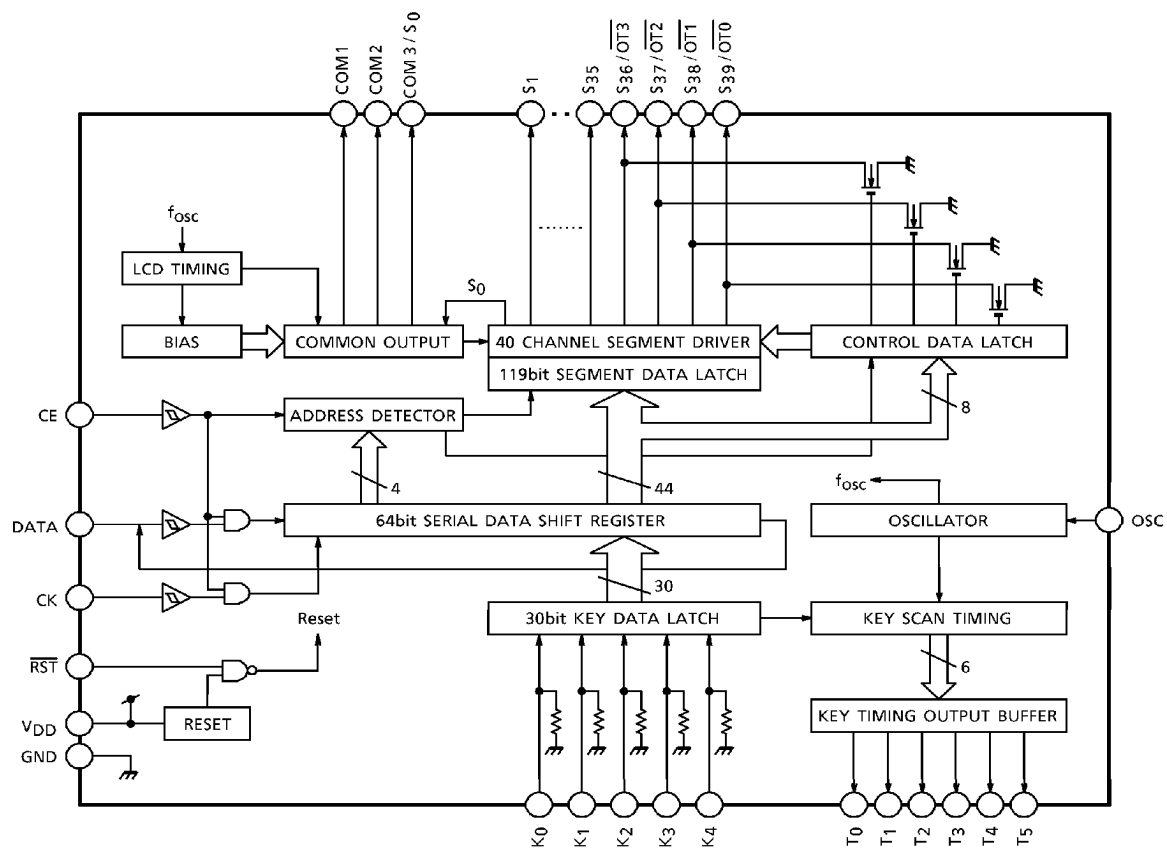 COM1
COM2
COM3/S0
S1
S35
S36/OT3
S37/OT2
S38/OT1
S39/OT0
fosc
LCD TIMING
S0
BIAS
COMMON OUTPUT
40 CHANNEL SEGMENT DRIVER
CONTROL DATA LATCH
119bit SEGMENT DATA LATCH
CE
ADDRESS DETECTOR
8
4
44
fosc
DATA
64bit SERIAL DATA SHIFT REGISTER
OSCILLATOR
OSC
CK
30
Reset
30bit KEY DATA LATCH
KEY SCAN TIMING
RST
6
VDD
RESET
KEY TIMING OUTPUT BUFFER
GND
K0
K1
K2
K3
K4
T0
T1
T2
T3
T4
T5